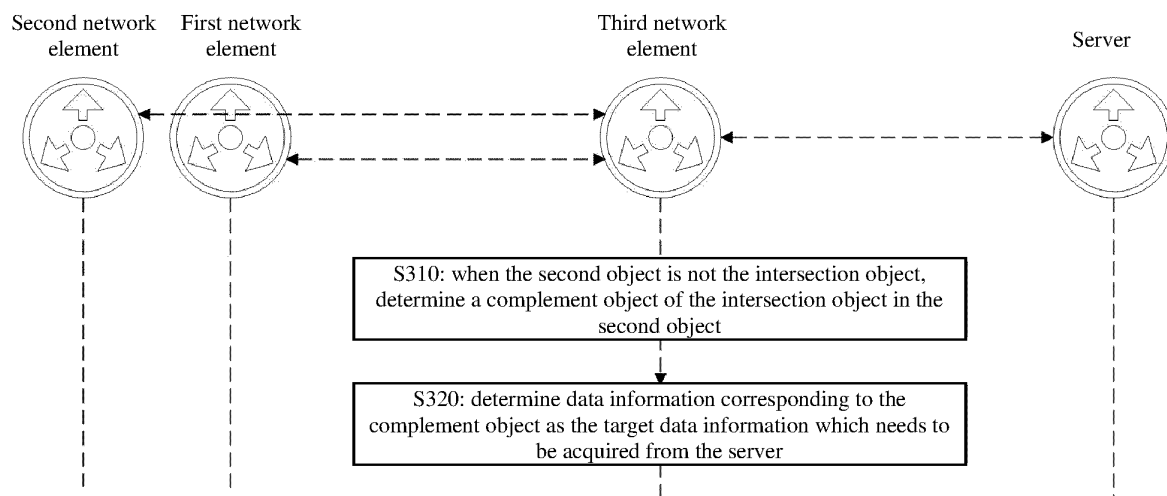 Second network
element
First network
element
Third network
element
Server
S310: when the second object is not the intersection object,
determine a complement object of the intersection object in the
second object
S320: determine data information corresponding to the
complement object as the target data information which needs to
be acquired from the server